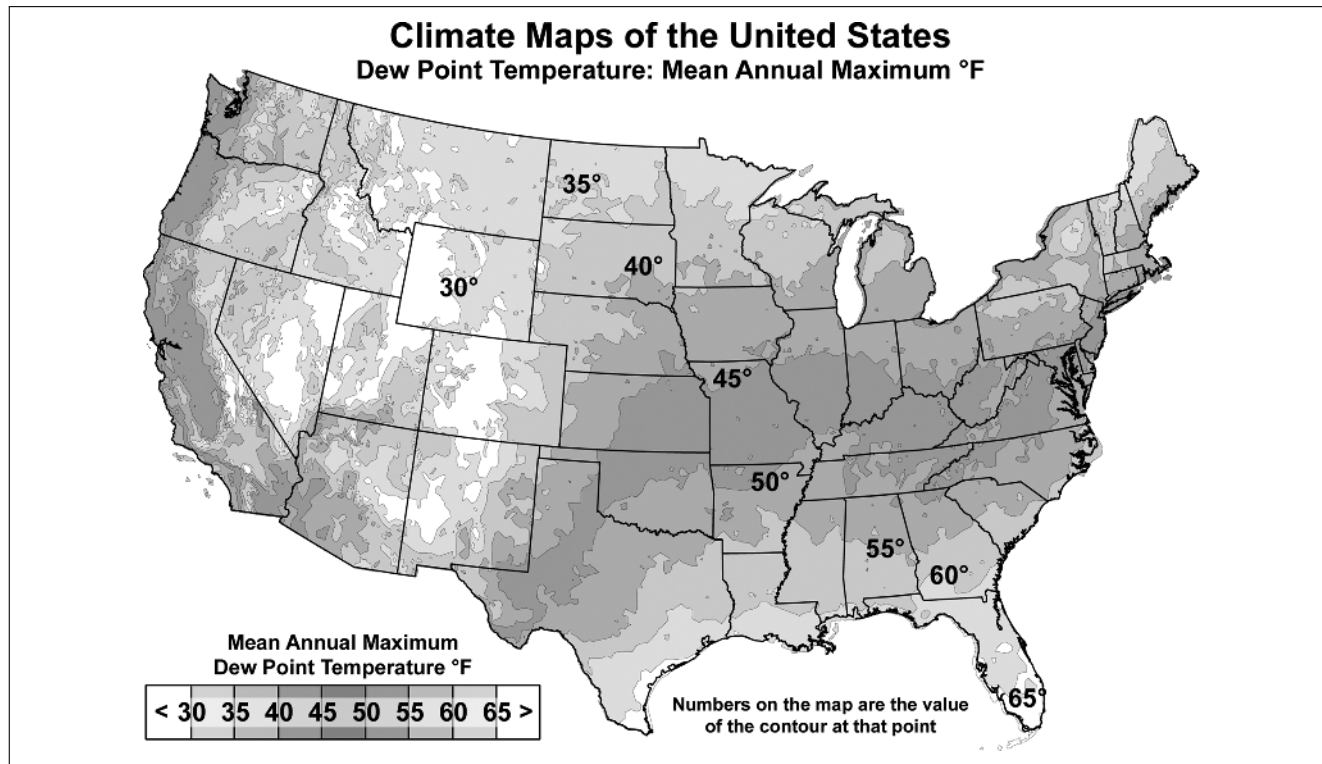 Climate Maps of the United States
Dew Point Temperature: Mean Annual Maximum °F
35°
40°
30°
45°
50°
55°
60°
65°
Mean Annual Maximum
Dew Point Temperature °F
< 30 35 40 45 50 55 60 65 >
Numbers on the map are the value
of the contour at that point